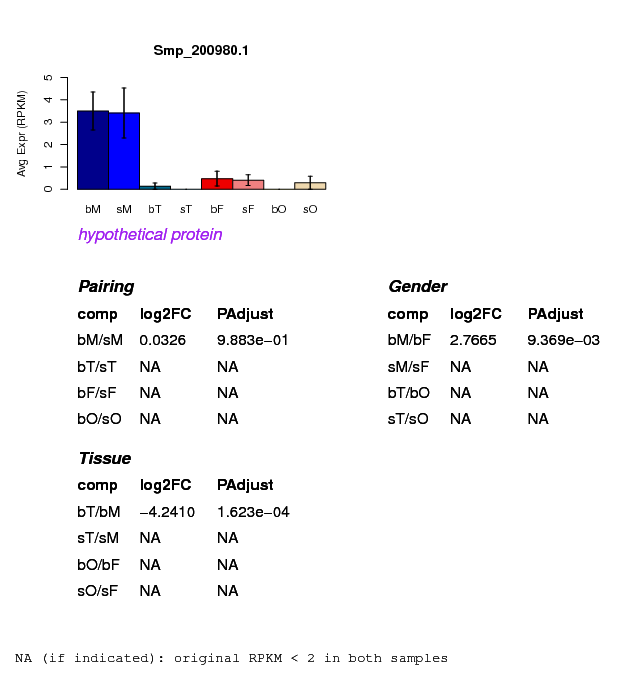 Smp_200980.1
Avg Expr (RPKM)
0 1 2 3 4 5
bM sM bT sT bF sF bO sO
hypothetical protein
Pairing
comp log2FC PAdjust
bM/sM 0.0326 9.883e−01
bT/sT NA NA
bF/sF NA NA
bO/sO NA NA
Gender
comp log2FC PAdjust
bM/bF 2.7665 9.369e−03
sM/sF NA NA
bT/bO NA NA
sT/sO NA NA
Tissue
comp log2FC PAdjust
bT/bM −4.2410 1.623e−04
sT/sM NA NA
bO/bF NA NA
sO/sF NA NA
NA (if indicated): original RPKM < 2 in both samples